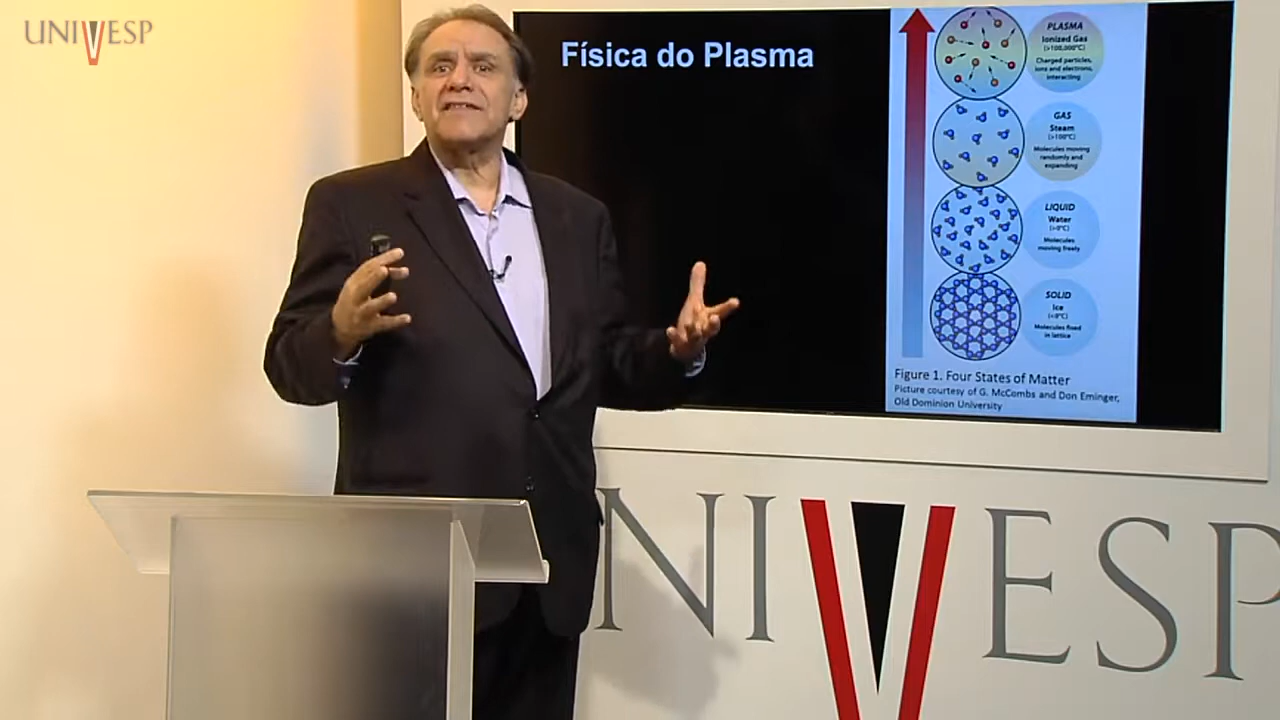 UNIVESP
Física do Plasma
PLASMA
Ionized Gas
(>100,000°C)
Charged particles,
ions and electrons,
interacting
GAS
Steam
(>100°C)
Molecules moving
randomly and
expanding
LIQUID
Water
(>0°C)
Molecules
moving freely
SOLID
Ice
(<0°C)
Molecules fixed
in lattice
Figure 1. Four States of Matter
Picture courtesy of G. McCombs and Don Eminger,
Old Dominion University
NIVESP